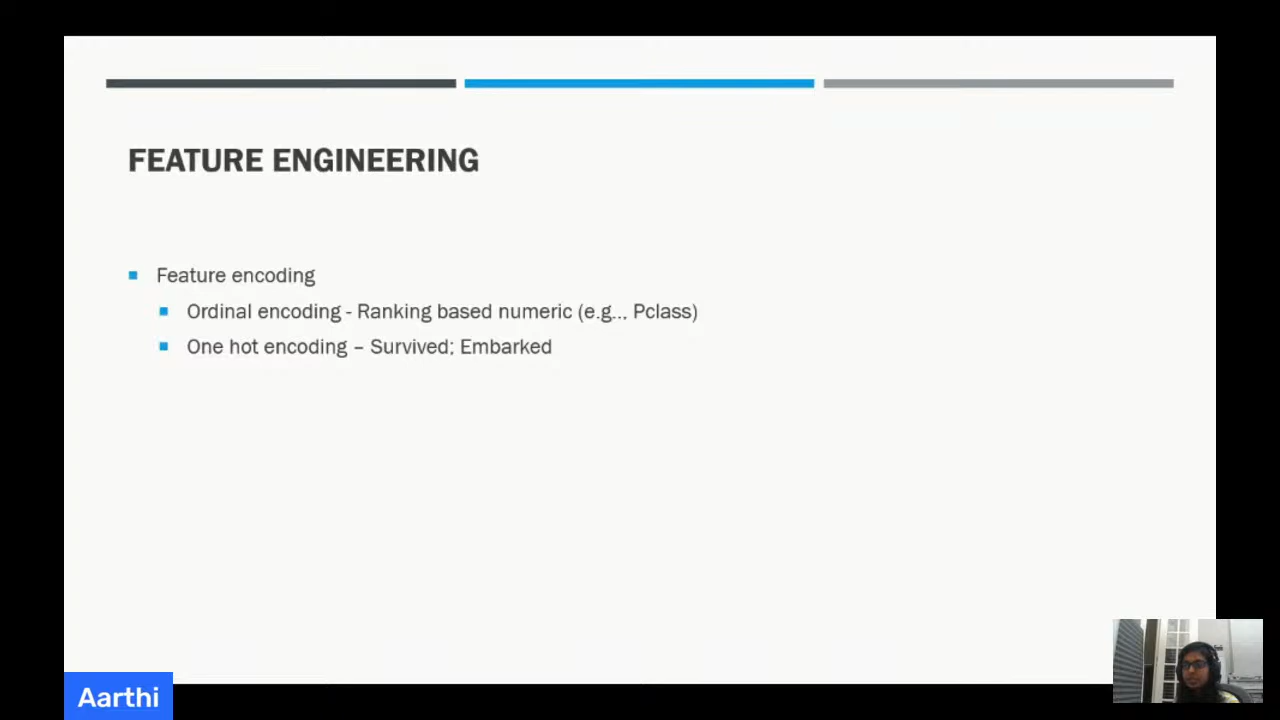 FEATURE ENGINEERING
Feature encoding
Ordinal encoding - Ranking based numeric (e.g.., Pclass)
One hot encoding – Survived; Embarked
Aarthi